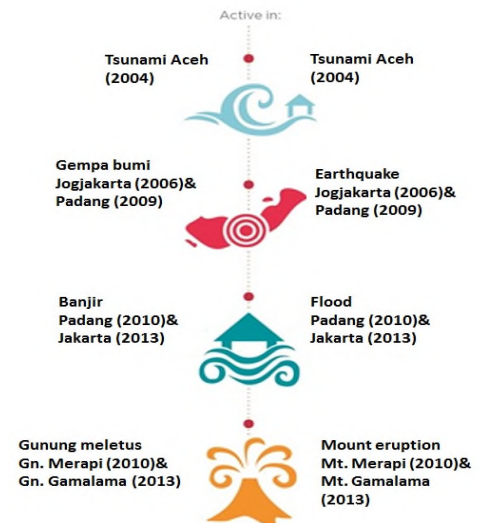 Active in:
Tsunami Aceh
(2004)
Tsunami Aceh
(2004)
Gempa bumi
Jogjakarta (2006)&
Padang (2009)
Earthquake
Jogjakarta (2006)&
Padang (2009)
Banjir
Padang (2010)&
Jakarta (2013)
Flood
Padang (2010)&
Jakarta (2013)
Gunung meletus
Gn. Merapi (2010)&
Gn. Gamalama (2013)
Mount eruption
Mt. Merapi (2010)&
Mt. Gamalama
(2013)